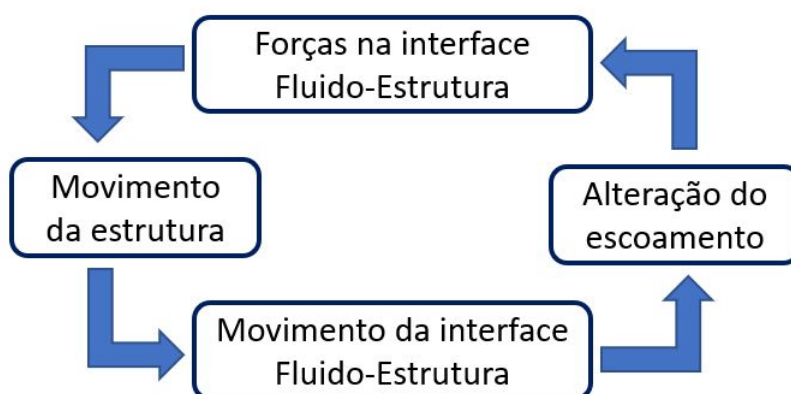 Forças na interface
Fluido-Estrutura
Movimento
da estrutura
Alteração do
escoamento
Movimento da interface
Fluido-Estrutura